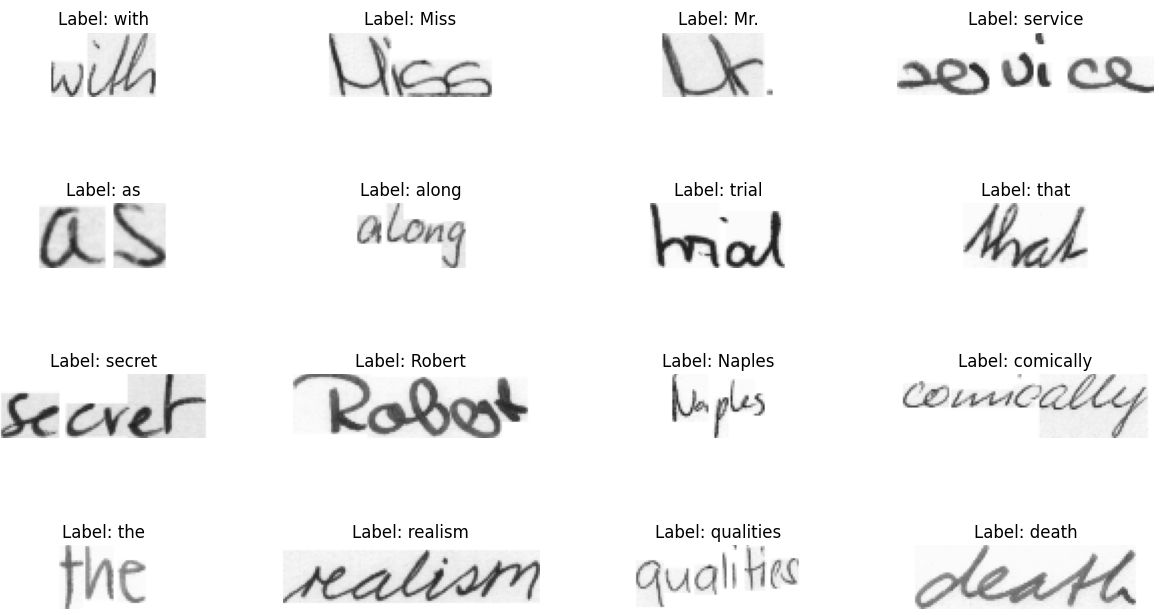 Label: with Label: Miss Label: Mr. Label: service
with Miss Mr. service
Label: as Label: along Label: trial Label: that
as along trial that
Label: secret Label: Robert Label: Naples Label: comically
secret Robert Naples comically
Label: the Label: realism Label: qualities Label: death
the realism qualities death